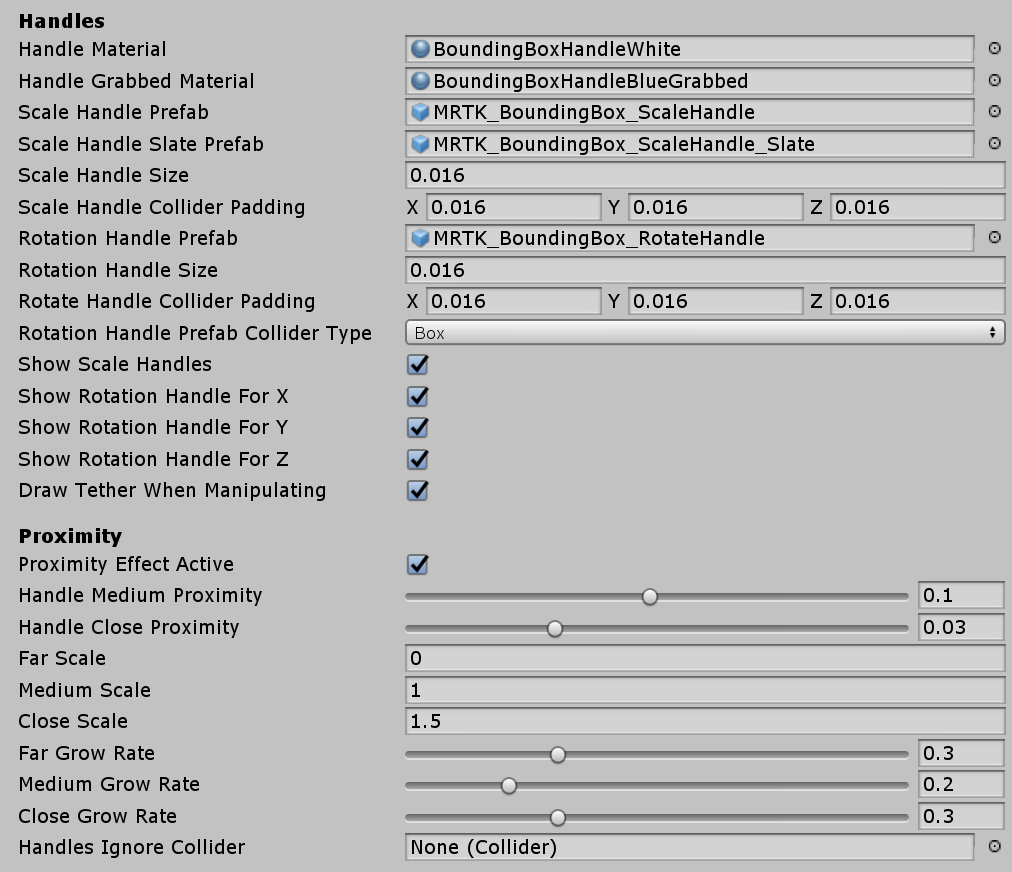 Handles
Handle Material BoundingBoxHandleWhite
Handle Grabbed Material BoundingBoxHandleBlueGrabbed
Scale Handle Prefab MRTK_BoundingBox_ScaleHandle
Scale Handle Slate Prefab MRTK_BoundingBox_ScaleHandle_Slate
Scale Handle Size 0.016
Scale Handle Collider Padding X 0.016 Y 0.016 Z 0.016
Rotation Handle Prefab MRTK_BoundingBox_RotateHandle
Rotation Handle Size 0.016
Rotate Handle Collider Padding X 0.016 Y 0.016 Z 0.016
Rotation Handle Prefab Collider Type Box
Show Scale Handles
Show Rotation Handle For X
Show Rotation Handle For Y
Show Rotation Handle For Z
Draw Tether When Manipulating
Proximity
Proximity Effect Active
Handle Medium Proximity 0.1
Handle Close Proximity 0.03
Far Scale 0
Medium Scale 1
Close Scale 1.5
Far Grow Rate 0.3
Medium Grow Rate 0.2
Close Grow Rate 0.3
Handles Ignore Collider None (Collider)